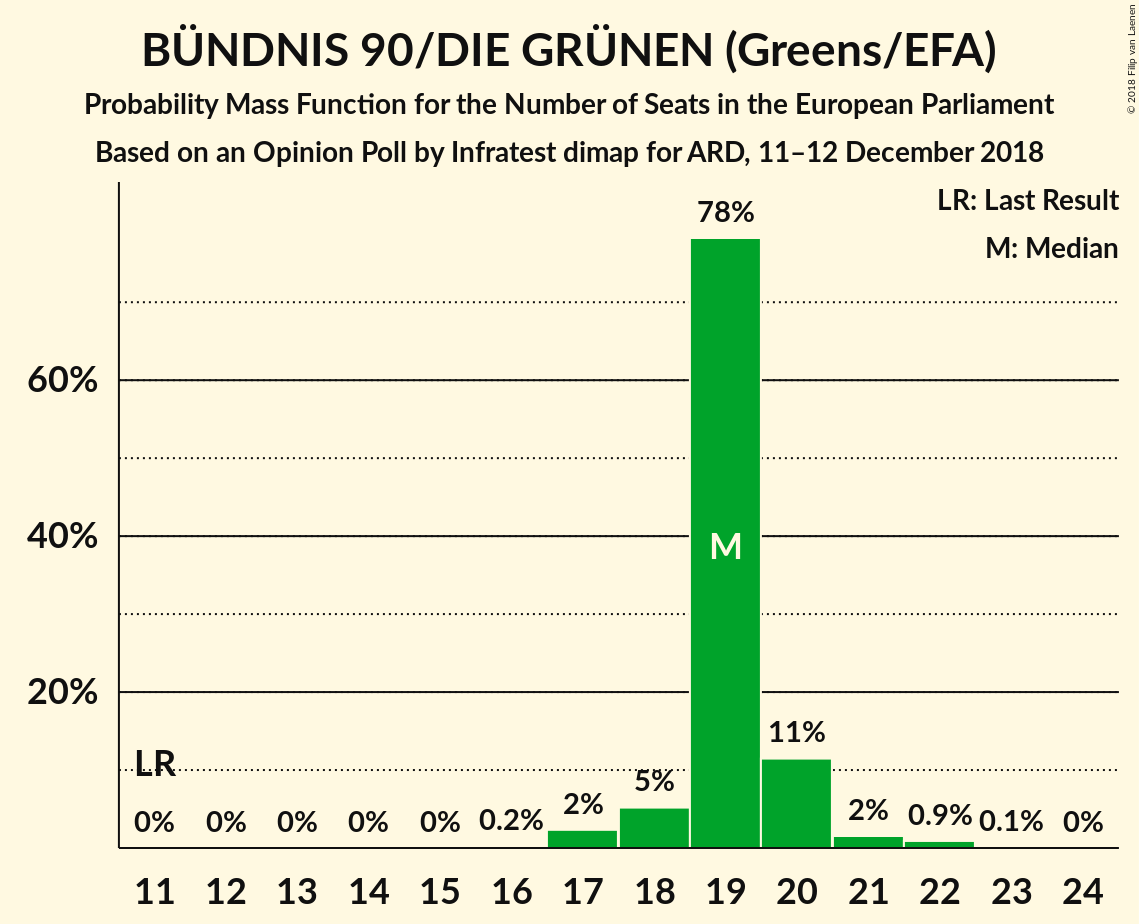 BÜNDNIS 90/DIE GRÜNEN (Greens/EFA)
Probability Mass Function for the Number of Seats in the European Parliament
Based on an Opinion Poll by Infratest dimap for ARD, 11–12 December 2018
© 2018 Filip van Laenen
LR: Last Result
M: Median
78%
60%
40%
M
20%
11%
LR
5%
2%
2%
0.9%
0%
0%
0%
0%
0%
0.2%
0.1%
0%
11 12 13 14 15 16 17 18 19 20 21 22 23 24